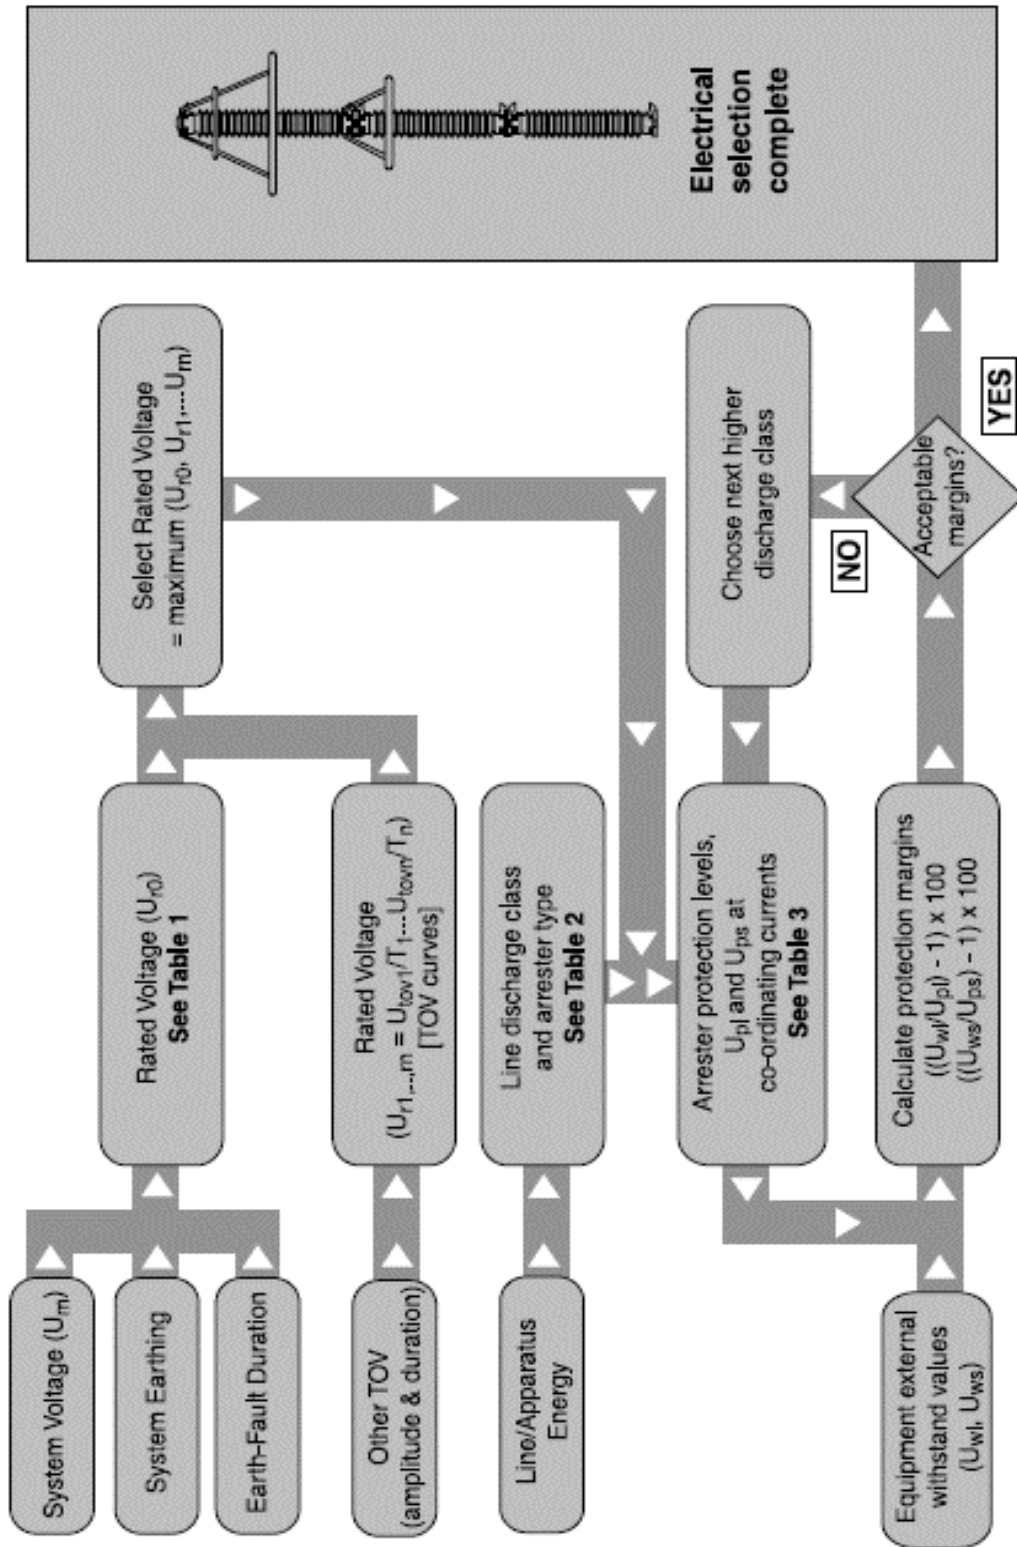 System Voltage (Um)
System Earthing
Earth-Fault Duration
Rated Voltage (Ur0)
See Table 1
Select Rated Voltage
= maximum (Ur0, Ur1,---Urn)
Other TOV
(amplitude & duration)
Rated Voltage
(Ur1,..,rn = Utov1/T1...Utovn/Tn)
[TOV curves]
Line/Apparatus
Energy
Line discharge class
and arrester type
See Table 2
Arrester protection levels,
Upl and Ups at
co-ordinating currents
See Table 3
Choose next higher
discharge class
NO
Equipment external
withstand values
(Uwl, Uws)
Calculate protection margins
((Uwl/Upl) - 1) x 100
((Uws/Ups) - 1) x 100
Acceptable
margins?
YES
Electrical
selection
complete